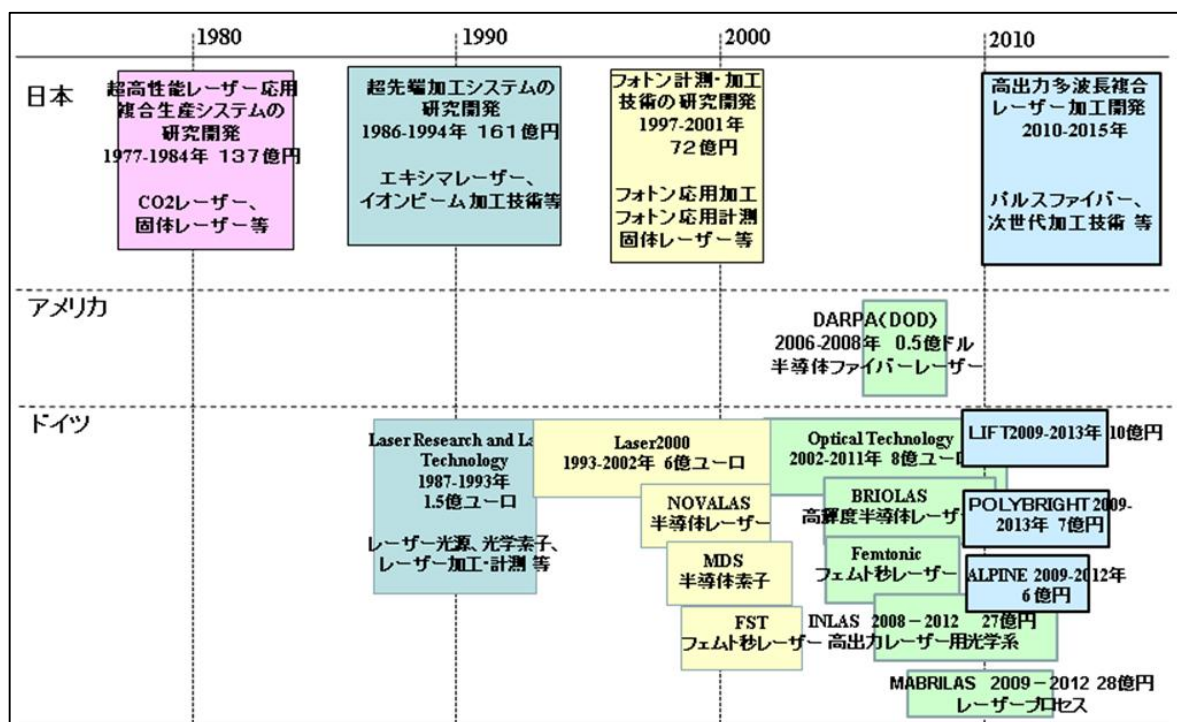 1980
1990
2000
2010
日本
超高性能レーザー応用
複合生産システムの
研究開発
1977-1984年 137億円
CO2レーザー、
固体レーザー等
超先端加工システムの
研究開発
1986-1994年 161億円
エキシマレーザー、
イオンビーム加工技術等
フォトン計測・加工
技術の研究開発
1997-2001年
72億円
フォトン応用加工
フォトン応用計測
固体レーザー等
高出力多波長複合
レーザー加工開発
2010-2015年
パルスファイバー、
次世代加工技術 等
アメリカ
DARPA(DOD)
2006-2008年 0.5億ドル
半導体ファイバーレーザー
ドイツ
Laser Research and La
Technology
1987-1993年
1.5億ユーロ
レーザー光源、光学素子、
レーザー加工・計測 等
Laser2000
1993-2002年 6億ユーロ
NOVALAS
半導体レーザー
MDS
半導体素子
FST
フェムト秒レーザー
Optical Technology
2002-2011年 8億ユーロ
BRIOLAS
高輝度半導体レーザ
Femtonic
フェムト秒レーザー
INLAS 2008-2012 27億円
高出力レーザー用光学系
MABRILAS 2009-2012 28億円
レーザープロセス
LIFT2009-2013年 10億円
POLYBRIGHT 2009-
2013年 7億円
ALPINE 2009-2012年
6億円